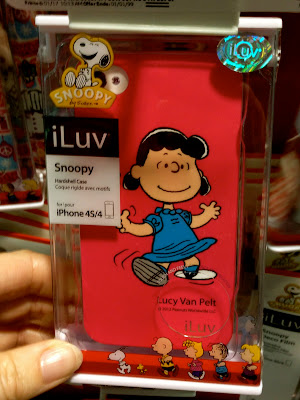 iLuv
SNOOPY
iLuv
Snoopy
Hardshell Case
Coque rigide avec motifs
for/pour
iPhone 4S/4
Lucy Van Pelt
iLuv